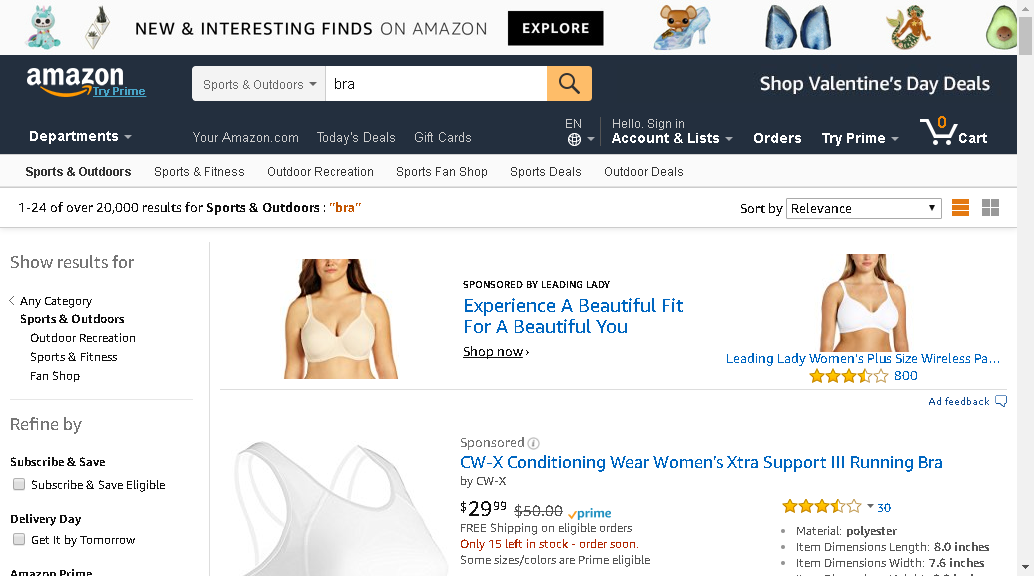 NEW & INTERESTING FINDS ON AMAZON EXPLORE
amazon
Try Prime
Sports & Outdoors bra
Shop Valentine's Day Deals
Departments Your Amazon.com Today's Deals Gift Cards
EN
Hello. Sign in
Account & Lists Orders Try Prime 0 Cart
Sports & Outdoors Sports & Fitness Outdoor Recreation Sports Fan Shop Sports Deals Outdoor Deals
1-24 of over 20,000 results for Sports & Outdoors : "bra"
Sort by Relevance
Show results for
Any Category
Sports & Outdoors
Outdoor Recreation
Sports & Fitness
Fan Shop
Refine by
Subscribe & Save
Subscribe & Save Eligible
Delivery Day
Get It by Tomorrow
Amazon Prime
SPONSORED BY LEADING LADY
Experience A Beautiful Fit
For A Beautiful You
Shop now ›
Leading Lady Women's Plus Size Wireless Pa...
800
Ad feedback
Sponsored
CW-X Conditioning Wear Women's Xtra Support III Running Bra
by CW-X
$29.99 $50.00 prime
FREE Shipping on eligible orders
Only 15 left in stock - order soon.
Some sizes/colors are Prime eligible
30
Material: polyester
Item Dimensions Length: 8.0 inches
Item Dimensions Width: 7.6 inches